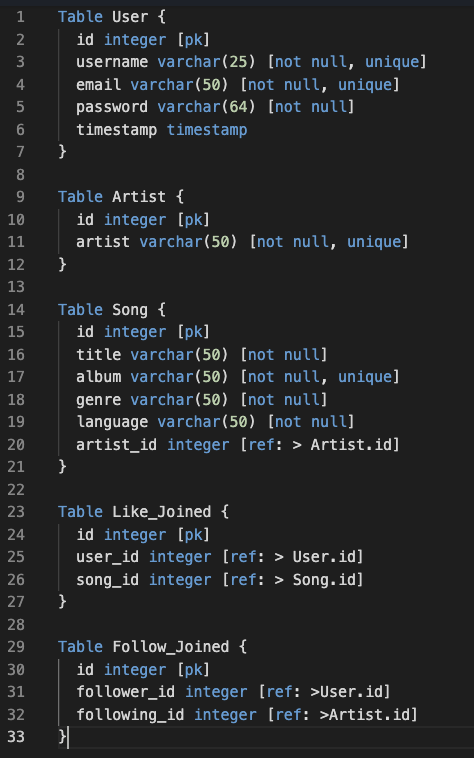 1 Table User {
2 id integer [pk]
3 username varchar(25) [not null, unique]
4 email varchar(50) [not null, unique]
5 password varchar(64) [not null]
6 timestamp timestamp
7 }
8
9 Table Artist {
10 id integer [pk]
11 artist varchar(50) [not null, unique]
12 }
13
14 Table Song {
15 id integer [pk]
16 title varchar(50) [not null]
17 album varchar(50) [not null, unique]
18 genre varchar(50) [not null]
19 language varchar(50) [not null]
20 artist_id integer [ref: > Artist.id]
21 }
22
23 Table Like_Joined {
24 id integer [pk]
25 user_id integer [ref: > User.id]
26 song_id integer [ref: > Song.id]
27 }
28
29 Table Follow_Joined {
30 id integer [pk]
31 follower_id integer [ref: >User.id]
32 following_id integer [ref: >Artist.id]
33 }